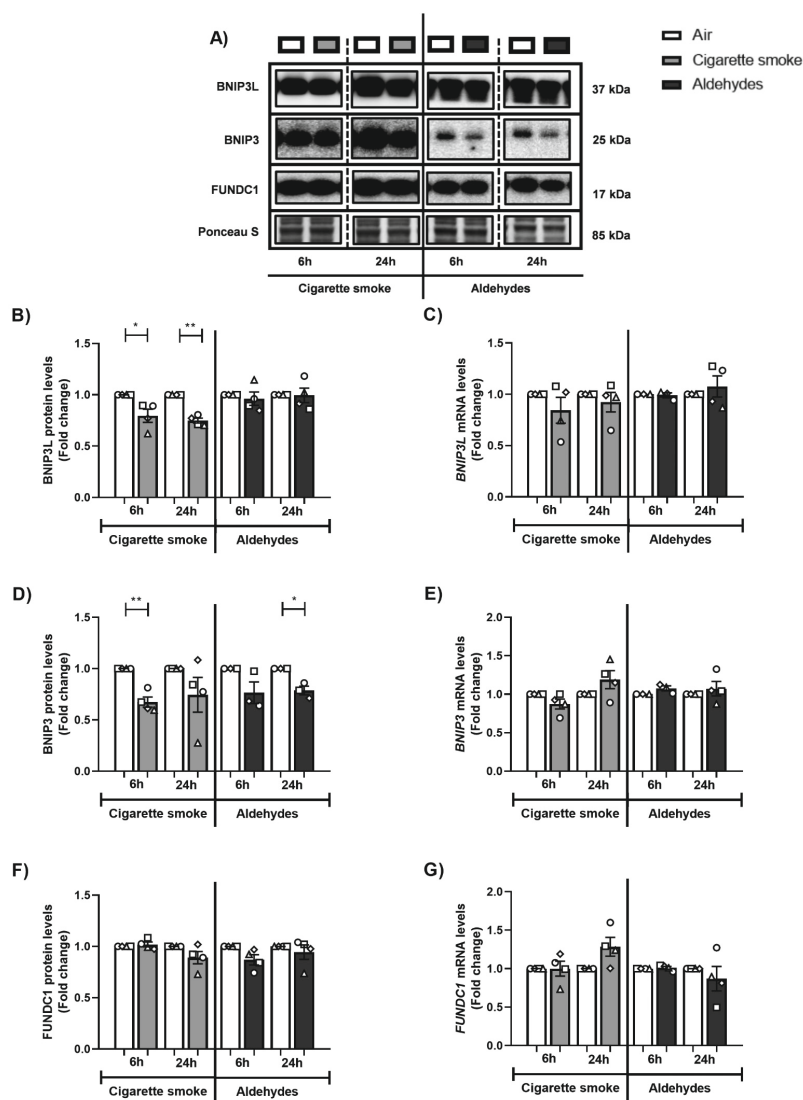 A)
Air
Cigarette smoke
Aldehydes
BNIP3L
37 kDa
BNIP3
25 kDa
FUNDC1
17 kDa
Ponceau S
85 kDa
6h 24h 6h 24h
Cigarette smoke Aldehydes
B)
BNIP3L protein levels
(Fold change)
1.5
1.0
0.5
0.0
* **
6h 24h 6h 24h
Cigarette smoke Aldehydes
C)
BNIP3L mRNA levels
(Fold change)
1.5
1.0
0.5
0.0
6h 24h 6h 24h
Cigarette smoke Aldehydes
D)
BNIP3 protein levels
(Fold change)
1.5
1.0
0.5
0.0
** *
6h 24h 6h 24h
Cigarette smoke Aldehydes
E)
BNIP3 mRNA levels
(Fold change)
2.0
1.5
1.0
0.5
0.0
6h 24h 6h 24h
Cigarette smoke Aldehydes
F)
FUNDC1 protein levels
(Fold change)
1.5
1.0
0.5
0.0
6h 24h 6h 24h
Cigarette smoke Aldehydes
G)
FUNDC1 mRNA levels
(Fold change)
2.0
1.5
1.0
0.5
0.0
6h 24h 6h 24h
Cigarette smoke Aldehydes